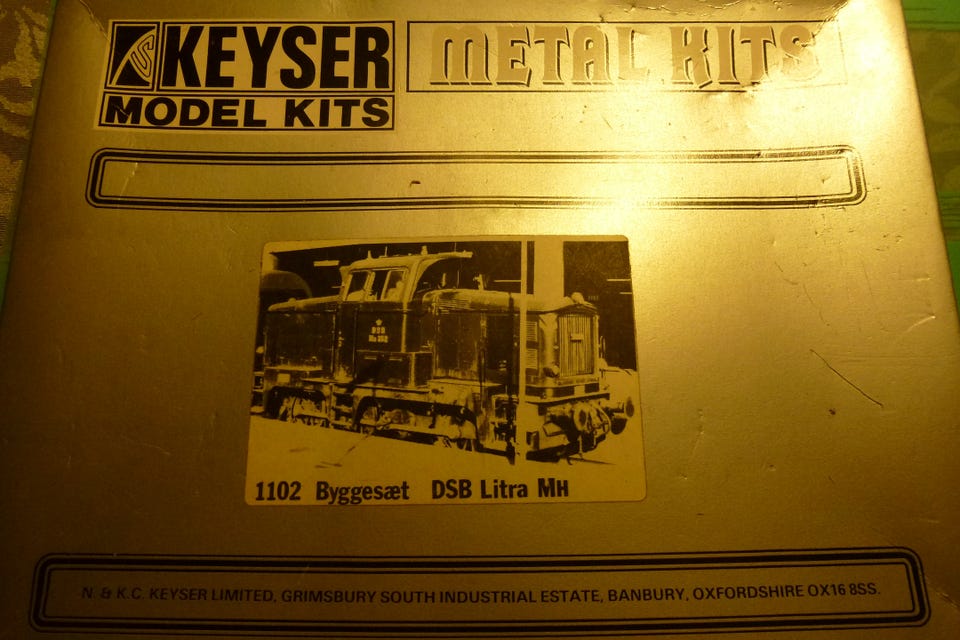 KEYSER
MODEL KITS
METAL KITS
DSB
1102 Byggesæt DSB Litra MH
N. & K.C. KEYSER LIMITED, GRIMSBURY SOUTH INDUSTRIAL ESTATE, BANBURY, OXFORDSHIRE OX16 8SS.